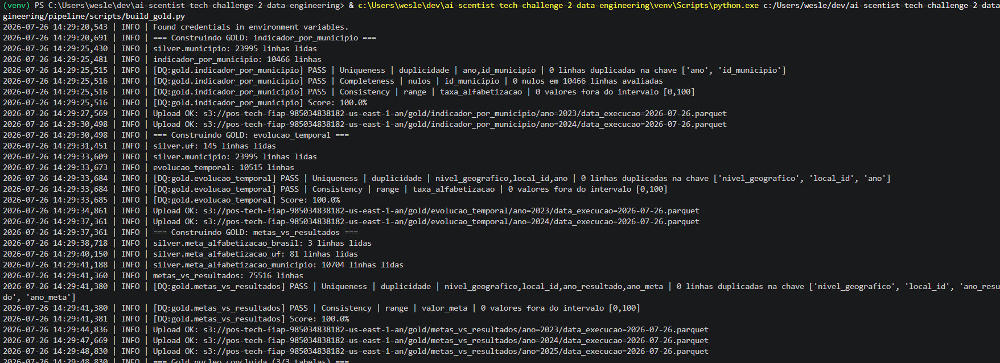 (venv) PS C:\Users\wesle\dev\ai-scentist-tech-challenge-2-data-engineering> & c:\Users\wesle\dev\ai-scentist-tech-challenge-2-data-engineering\venv\Scripts\python.exe c:/Users/wesle/dev/ai-scentist-tech-challenge-2-data
gineering/pipeline/scripts/build_gold.py
2026-07-26 14:29:20,543 | INFO | Found credentials in environment variables.
2026-07-26 14:29:20,691 | INFO | === Construindo GOLD: indicador_por_municipio ===
2026-07-26 14:29:25,430 | INFO | silver.municipio: 23995 linhas lidas
2026-07-26 14:29:25,481 | INFO | indicador_por_municipio: 10466 linhas
2026-07-26 14:29:25,515 | INFO | [DQ:gold.indicador_por_municipio] PASS | Uniqueness | duplicidade | ano,id_municipio | 0 linhas duplicadas na chave ['ano', 'id_municipio']
2026-07-26 14:29:25,516 | INFO | [DQ:gold.indicador_por_municipio] PASS | Completeness | nulos | id_municipio | 0 nulos em 10466 linhas avaliadas
2026-07-26 14:29:25,516 | INFO | [DQ:gold.indicador_por_municipio] PASS | Consistency | range | taxa_alfabetizacao | 0 valores fora do intervalo [0,100]
2026-07-26 14:29:25,516 | INFO | [DQ:gold.indicador_por_municipio] Score: 100.0%
2026-07-26 14:29:27,569 | INFO | Upload OK: s3://pos-tech-fiap-985034838182-us-east-1-an/gold/indicador_por_municipio/ano=2023/data_execucao=2026-07-26.parquet
2026-07-26 14:29:30,498 | INFO | Upload OK: s3://pos-tech-fiap-985034838182-us-east-1-an/gold/indicador_por_municipio/ano=2024/data_execucao=2026-07-26.parquet
2026-07-26 14:29:30,498 | INFO | === Construindo GOLD: evolucao_temporal ===
2026-07-26 14:29:31,451 | INFO | silver.uf: 145 linhas lidas
2026-07-26 14:29:33,609 | INFO | silver.municipio: 23995 linhas lidas
2026-07-26 14:29:33,673 | INFO | evolucao_temporal: 10515 linhas
2026-07-26 14:29:33,684 | INFO | [DQ:gold.evolucao_temporal] PASS | Uniqueness | duplicidade | nivel_geografico,local_id,ano | 0 linhas duplicadas na chave ['nivel_geografico', 'local_id', 'ano']
2026-07-26 14:29:33,684 | INFO | [DQ:gold.evolucao_temporal] PASS | Consistency | range | taxa_alfabetizacao | 0 valores fora do intervalo [0,100]
2026-07-26 14:29:33,685 | INFO | [DQ:gold.evolucao_temporal] Score: 100.0%
2026-07-26 14:29:34,861 | INFO | Upload OK: s3://pos-tech-fiap-985034838182-us-east-1-an/gold/evolucao_temporal/ano=2023/data_execucao=2026-07-26.parquet
2026-07-26 14:29:37,361 | INFO | Upload OK: s3://pos-tech-fiap-985034838182-us-east-1-an/gold/evolucao_temporal/ano=2024/data_execucao=2026-07-26.parquet
2026-07-26 14:29:37,361 | INFO | === Construindo GOLD: metas_vs_resultados ===
2026-07-26 14:29:38,718 | INFO | silver.meta_alfabetizacao_brasil: 3 linhas lidas
2026-07-26 14:29:40,150 | INFO | silver.meta_alfabetizacao_uf: 81 linhas lidas
2026-07-26 14:29:41,188 | INFO | silver.meta_alfabetizacao_municipio: 10704 linhas lidas
2026-07-26 14:29:41,360 | INFO | metas_vs_resultados: 75516 linhas
2026-07-26 14:29:41,380 | INFO | [DQ:gold.metas_vs_resultados] PASS | Uniqueness | duplicidade | nivel_geografico,local_id,ano_resultado,ano_meta | 0 linhas duplicadas na chave ['nivel_geografico', 'local_id', 'ano_resu
do', 'ano_meta']
2026-07-26 14:29:41,380 | INFO | [DQ:gold.metas_vs_resultados] PASS | Consistency | range | valor_meta | 0 valores fora do intervalo [0,100]
2026-07-26 14:29:41,381 | INFO | [DQ:gold.metas_vs_resultados] Score: 100.0%
2026-07-26 14:29:44,836 | INFO | Upload OK: s3://pos-tech-fiap-985034838182-us-east-1-an/gold/metas_vs_resultados/ano=2023/data_execucao=2026-07-26.parquet
2026-07-26 14:29:47,669 | INFO | Upload OK: s3://pos-tech-fiap-985034838182-us-east-1-an/gold/metas_vs_resultados/ano=2024/data_execucao=2026-07-26.parquet
2026-07-26 14:29:48,830 | INFO | Upload OK: s3://pos-tech-fiap-985034838182-us-east-1-an/gold/metas_vs_resultados/ano=2025/data_execucao=2026-07-26.parquet
2026-07-26 14:29:48,830 | INFO | === Gold nucleo concluida (3/3 tabelas) ===